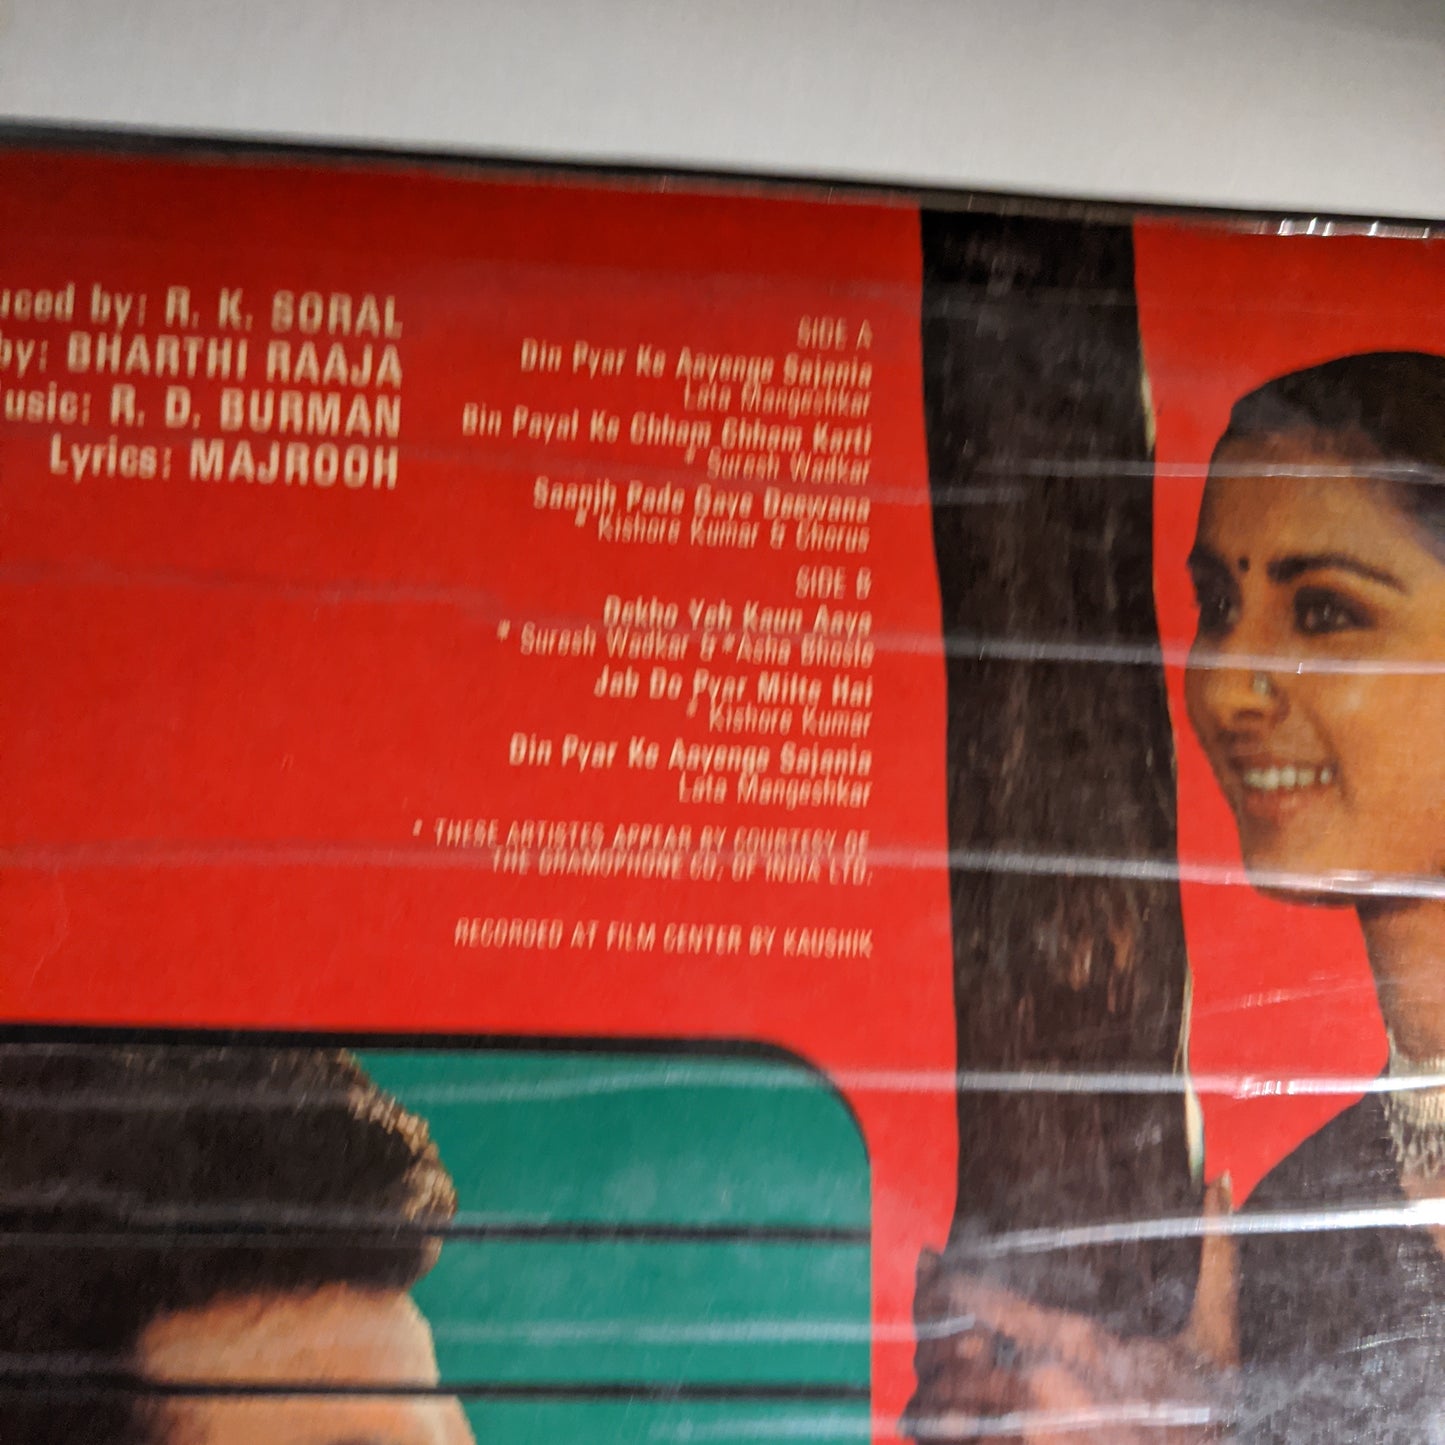 uced by: R. K. SORAL
by: BHARTHI RAAJA
Music: R. D. BURMAN
Lyrics: MAJROOH
SIDE A
Din Pyar Ke Aayenge Sajania
Lata Mangeshkar
Bin Payal Ke Chham Chham Karti
* Suresh Wadkar
Saanjh Pade Gaye Deewana
* Kishore Kumar & Chorus
SIDE B
Dekho Yeh Kaun Aaya
* Suresh Wadkar & *Asha Bhosle
Jab Do Pyar Milte Hai
* Kishore Kumar
Din Pyar Ke Aayenge Sajania
Lata Mangeshkar
* THESE ARTISTES APPEAR BY COURTESY OF
THE GRAMOPHONE CO. OF INDIA LTD.
RECORDED AT FILM CENTER BY KAUSHIK